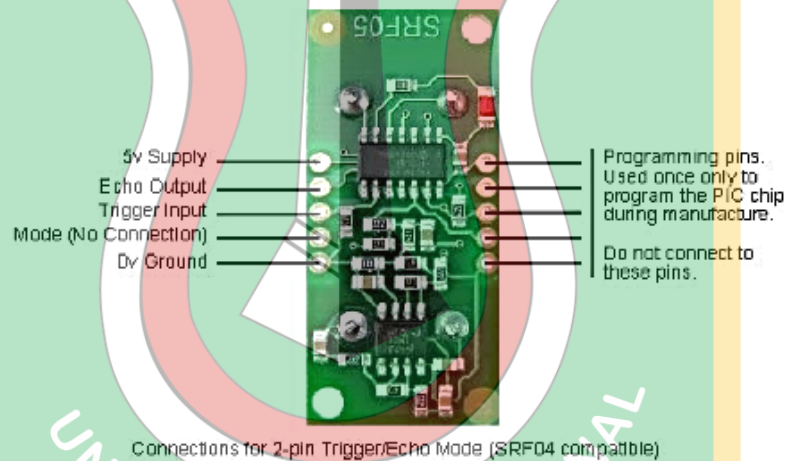 SRF05
5v Supply
Echo Output
Trigger Input
Mode (No Connection)
0v Ground
Programming pins.
Used once only to
program the PIC chip
during manufacture.
Do not connect to
these pins.
Connections for 2-pin Trigger/Echo Mode (SRF04 compatible)